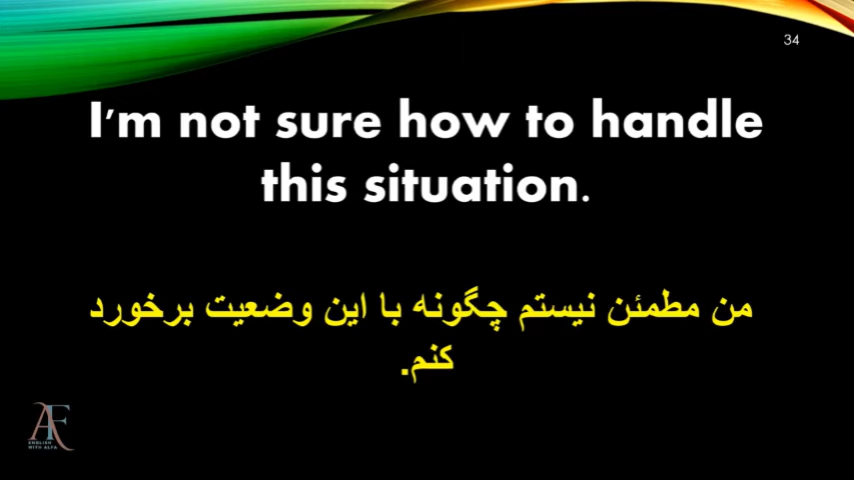 34
I'm not sure how to handle
this situation.
من مطمئن نیستم چگونه با این وضعیت برخورد
کنم.
AF
ENGLISH
WITH ALFA